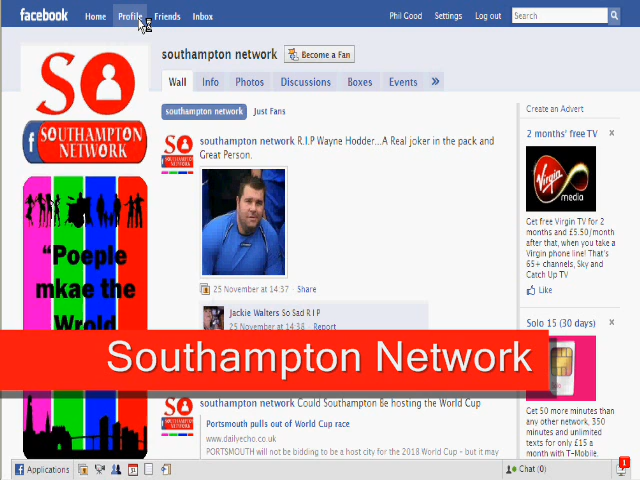 facebook Home Profile Friends Inbox Phil Good Settings Log out Search
southampton network Become a Fan
Wall Info Photos Discussions Boxes Events »
southampton network Just Fans
SO
SOUTHAMPTON
NETWORK
"Poeple
mkae the
Wrold
southampton network R.I.P Wayne Hodder...A Real joker in the pack and
Great Person.
25 November at 14:37 · Share
Jackie Walters So Sad R I P
25 November at 14:38 · Report
Southampton Network
SO
NETWORK
southampton network Could Southampton Be hosting the World Cup
Portsmouth pulls out of World Cup race
www.dailyecho.co.uk
PORTSMOUTH will not be bidding to be a host city for the 2018 World Cup - but it may
Create an Advert
2 months' free TV x
Virgin
media
Get free Virgin TV for 2
months and £5.50/month
after that, when you take a
Virgin phone line! That's
65+ channels, Sky and
Catch Up TV
Like
Solo 15 (30 days) x
Solo
Get 50 more minutes than
any other network, 350
minutes and unlimited
texts for only £15 a
month with T-Mobile.
Applications 31 Chat (0) 1